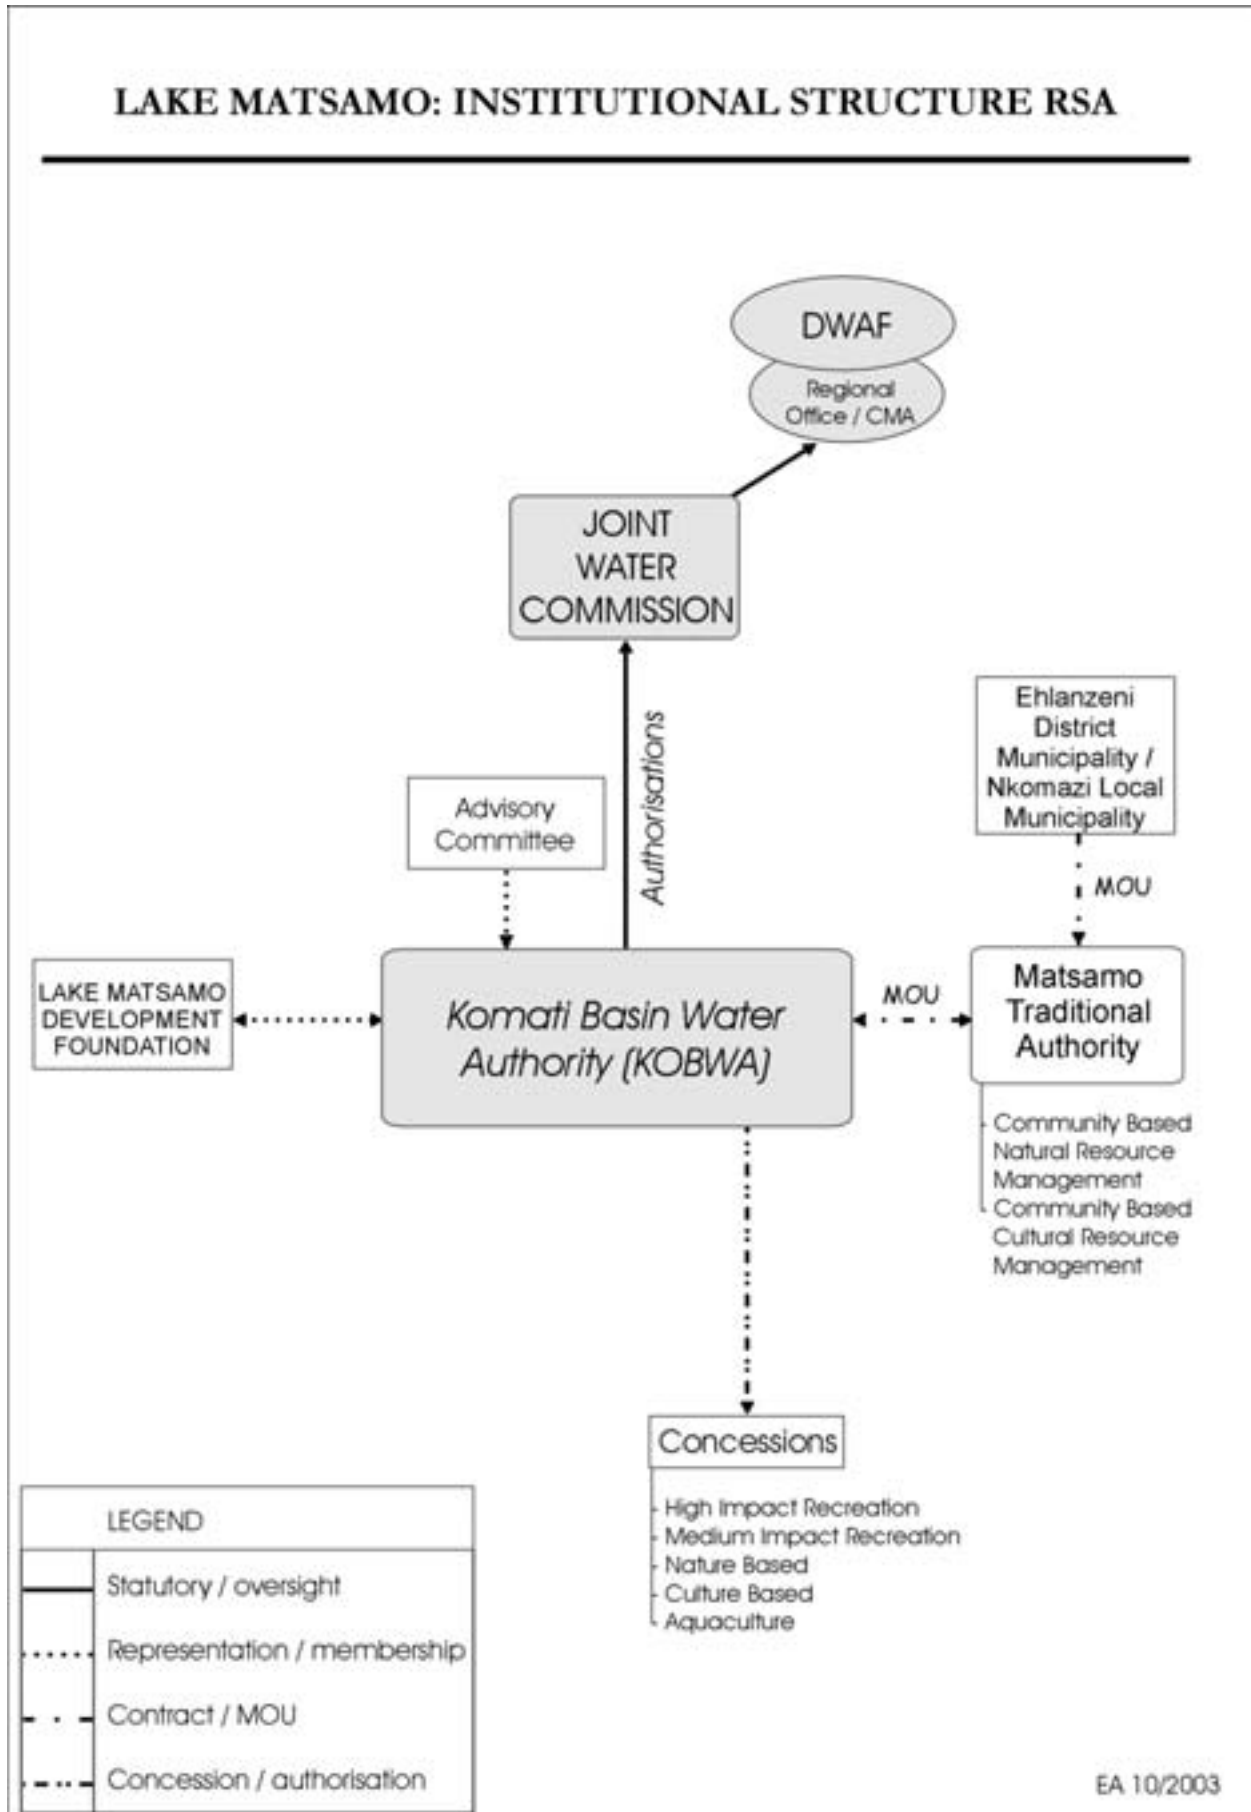 LAKE MATSAMO: INSTITUTIONAL STRUCTURE RSA
DWAF
Regional
Office / CMA
JOINT
WATER
COMMISSION
Authorisations
Ehlanzeni
District
Municipality /
Nkomazi Local
Municipality
MOU
Advisory
Committee
LAKE MATSAMO
DEVELOPMENT
FOUNDATION
Komati Basin Water
Authority (KOBWA)
MOU
Matsamo
Traditional
Authority
Community Based
Natural Resource
Management
Community Based
Cultural Resource
Management
Concessions
High Impact Recreation
Medium Impact Recreation
Nature Based
Culture Based
Aquaculture
LEGEND
Statutory / oversight
Representation / membership
Contract / MOU
Concession / authorisation
EA 10/2003